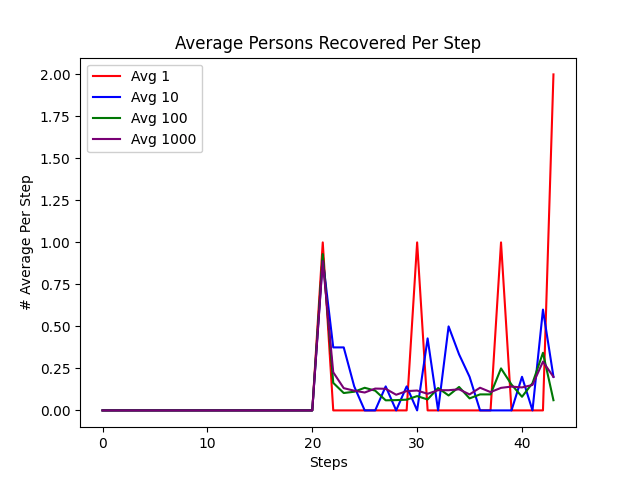 Average Persons Recovered Per Step
Avg 1
Avg 10
Avg 100
Avg 1000
# Average Per Step
2.00
1.75
1.50
1.25
1.00
0.75
0.50
0.25
0.00
0 10 20 30 40
Steps